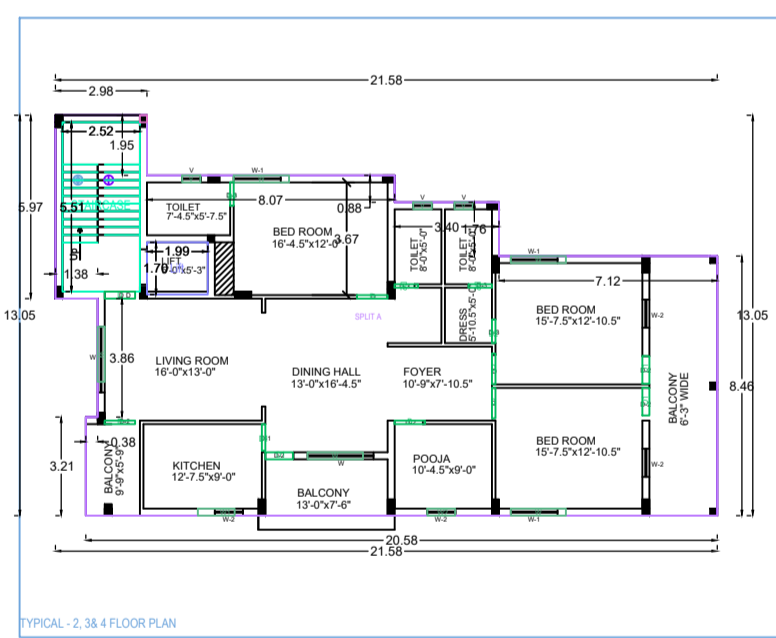 21.58
2.98
2.52
1.95
5.97
5.51
STAIRCASE
UP
1.38
13.05
V
W-1
TOILET
7'-4.5"x5'-7.5"
8.07
0.88
BED ROOM
16'-4.5"x12'-0"
3.67
1.99
1.70
LIFT
V
V
3.40
1.76
TOILET
8'-0"x5'-0"
TOILET
8'-0"x5'-0"
DRESS
5'-10.5"x5'-0"
SPLIT A
W-1
7.12
BED ROOM
15'-7.5"x12'-10.5"
W-2
BALCONY
6'-3" WIDE
13.05
8.46
W
3.86
LIVING ROOM
16'-0"x13'-0"
DINING HALL
13'-0"x16'-4.5"
FOYER
10'-9"x7'-10.5"
0.38
3.21
BALCONY
9'-9"x5'-9"
KITCHEN
12'-7.5"x9'-0"
W-2
W
BALCONY
13'-0"x7'-6"
POOJA
10'-4.5"x9'-0"
W-2
BED ROOM
15'-7.5"x12'-10.5"
W-2
W-1
20.58
21.58
TYPICAL - 2, 3& 4 FLOOR PLAN